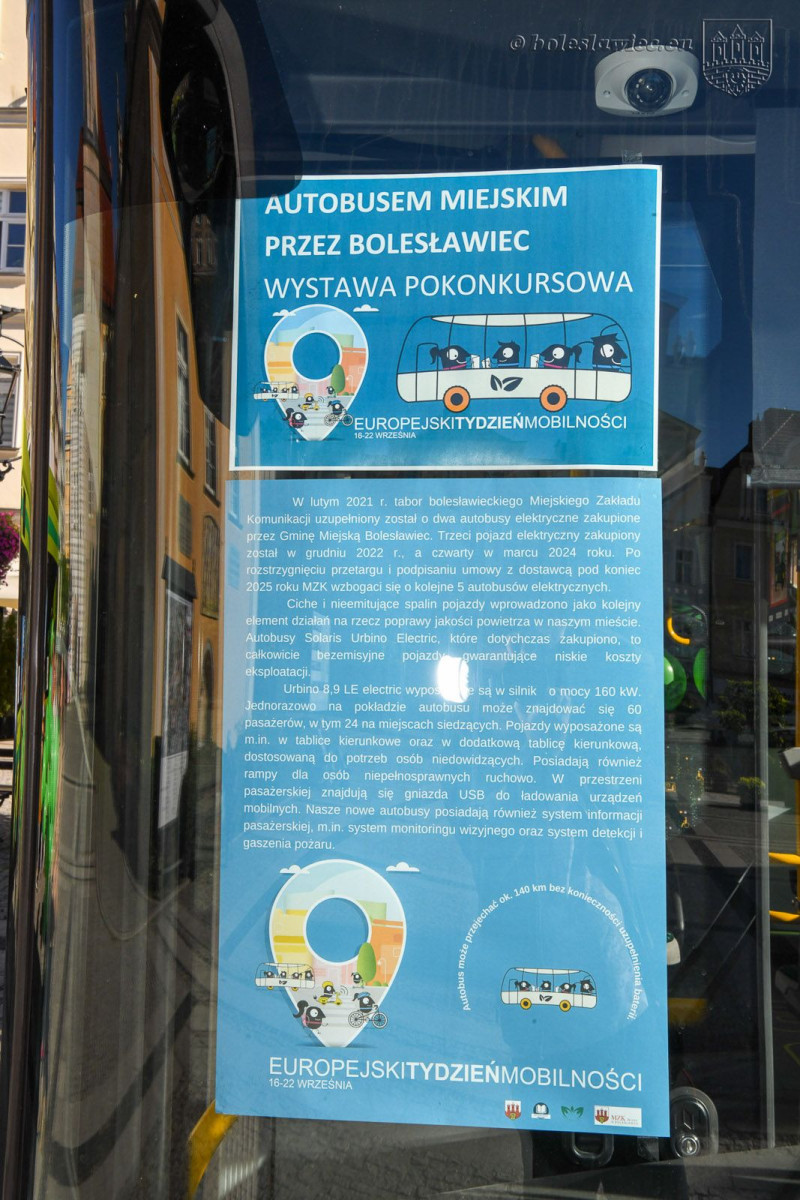 © boleslawiec.eu
AUTOBUSEM MIEJSKIM
PRZEZ BOLESŁAWIEC
WYSTAWA POKONKURSOWA
EUROPEJSKITYDZIEŃMOBILNOŚCI
16-22 WRZEŚNIA
W lutym 2021 r. tabor bolesławieckiego Miejskiego Zakładu
Komunikacji uzupełniony został o dwa autobusy elektryczne zakupione
przez Gminę Miejską Bolesławiec. Trzeci pojazd elektryczny zakupiony
został w grudniu 2022 r., a czwarty w marcu 2024 roku. Po
rozstrzygnięciu przetargu i podpisaniu umowy z dostawcą pod koniec
2025 roku MZK wzbogaci się o kolejne 5 autobusów elektrycznych.
Ciche i nieemitujące spalin pojazdy wprowadzono jako kolejny
element działań na rzecz poprawy jakości powietrza w naszym mieście.
Autobusy Solaris Urbino Electric, które dotychczas zakupiono, to
całkowicie bezemisyjne pojazdy gwarantujące niskie koszty
eksploatacji.
Urbino 8,9 LE electric są w silnik o mocy 160 kW.
Jednorazowo na pokładzie autobusu może znajdować się 60
pasażerów, w tym 24 na miejscach siedzących. Pojazdy wyposażone są
m.in. w tablice kierunkowe oraz w dodatkową tablicę kierunkową,
dostosowaną do potrzeb osób niedowidzących. Posiadają również
rampy dla osób niepełnosprawnych ruchowo. W przestrzeni
pasażerskiej znajdują się gniazda USB do ładowania urządzeń
mobilnych. Nasze nowe autobusy posiadają również system informacji
pasażerskiej, m.in. system monitoringu wizyjnego oraz system detekcji i
gaszenia pożaru.
Autobus może przejechać ok. 140 km bez konieczności uzupełnienia baterii.
EUROPEJSKITYDZIEŃMOBILNOŚCI
16-22 WRZEŚNIA
MZK